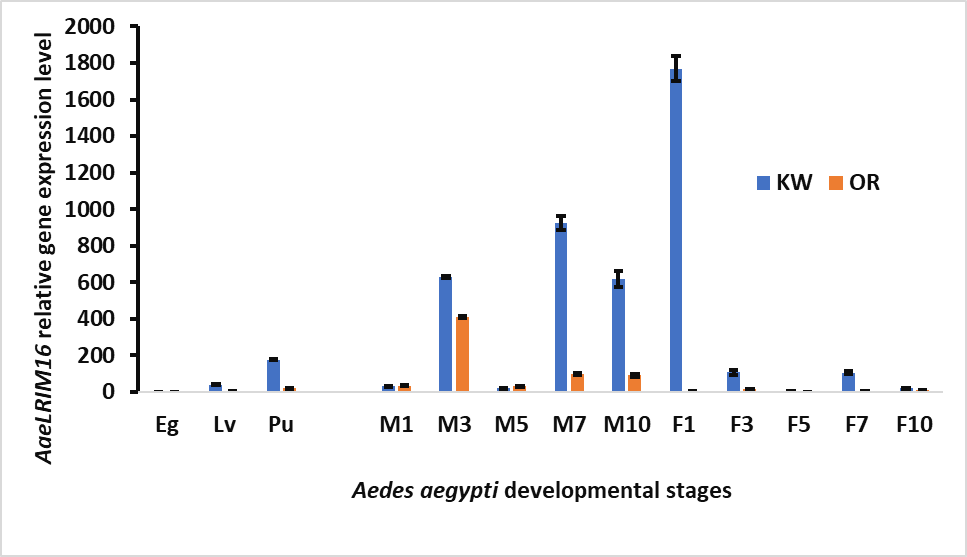 AaeLRIM16 relative gene expression level
2000
1800
1600
1400
1200
1000
800
600
400
200
0
KW OR
Eg Lv Pu M1 M3 M5 M7 M10 F1 F3 F5 F7 F10
Aedes aegypti developmental stages